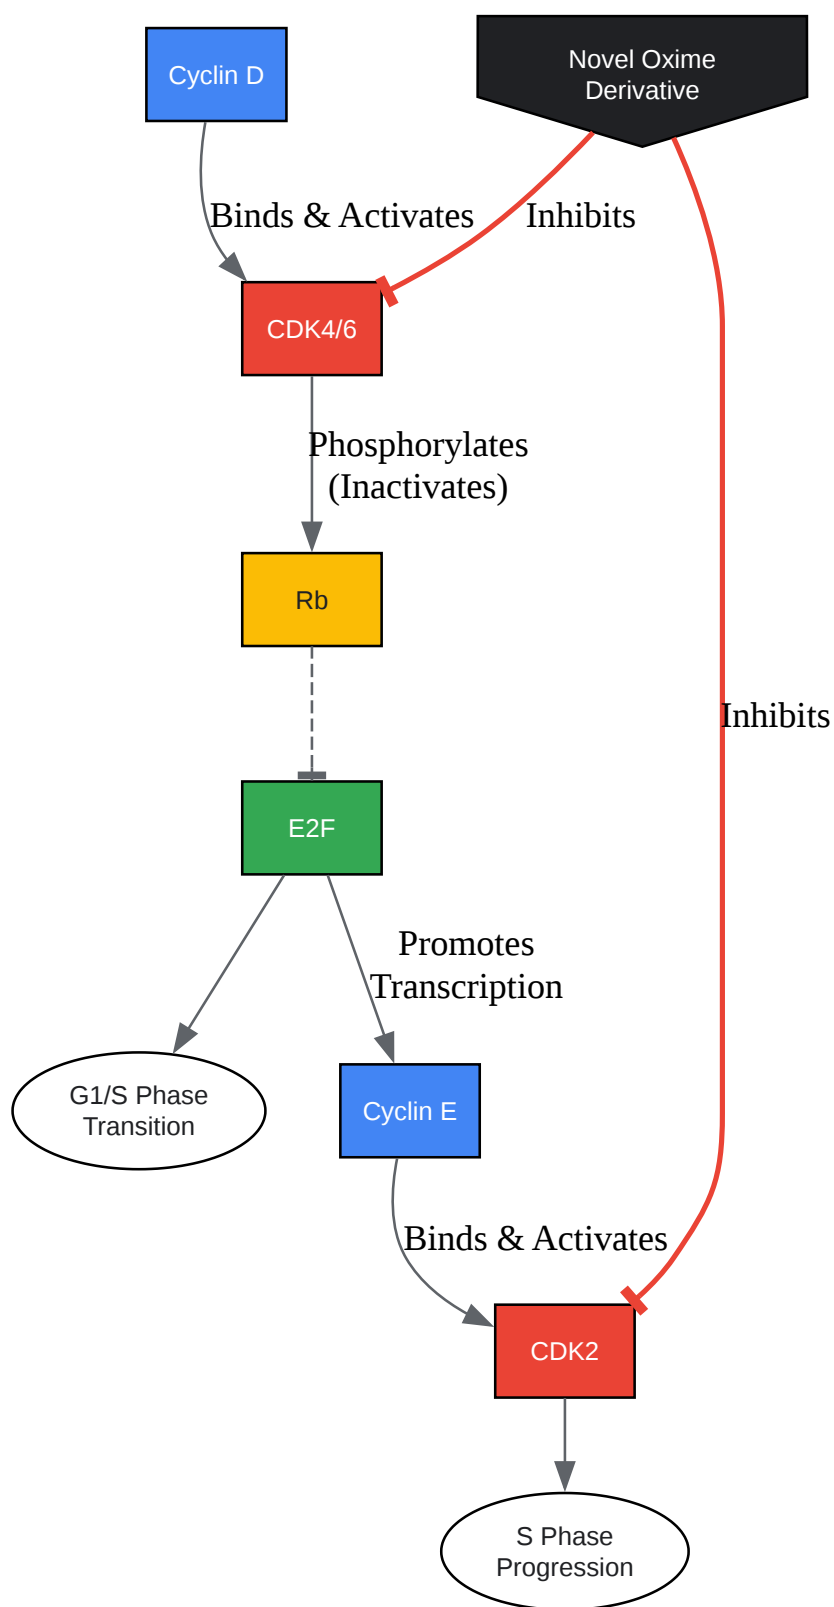 Cyclin D
Novel Oxime
Derivative
Binds & Activates
Inhibits
CDK4/6
Phosphorylates
(Inactivates)
Rb
Inhibits
E2F
Promotes
Transcription
G1/S Phase
Transition
Cyclin E
Binds & Activates
CDK2
S Phase
Progression